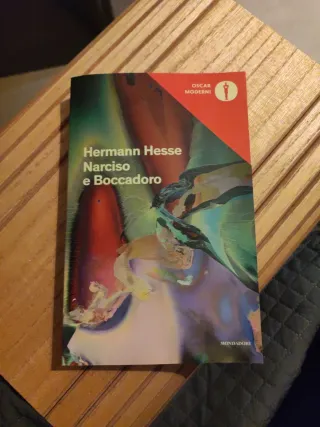 OSCAR
MODERNI
Hermann Hesse
Narciso
e Boccadoro
MONDADORI